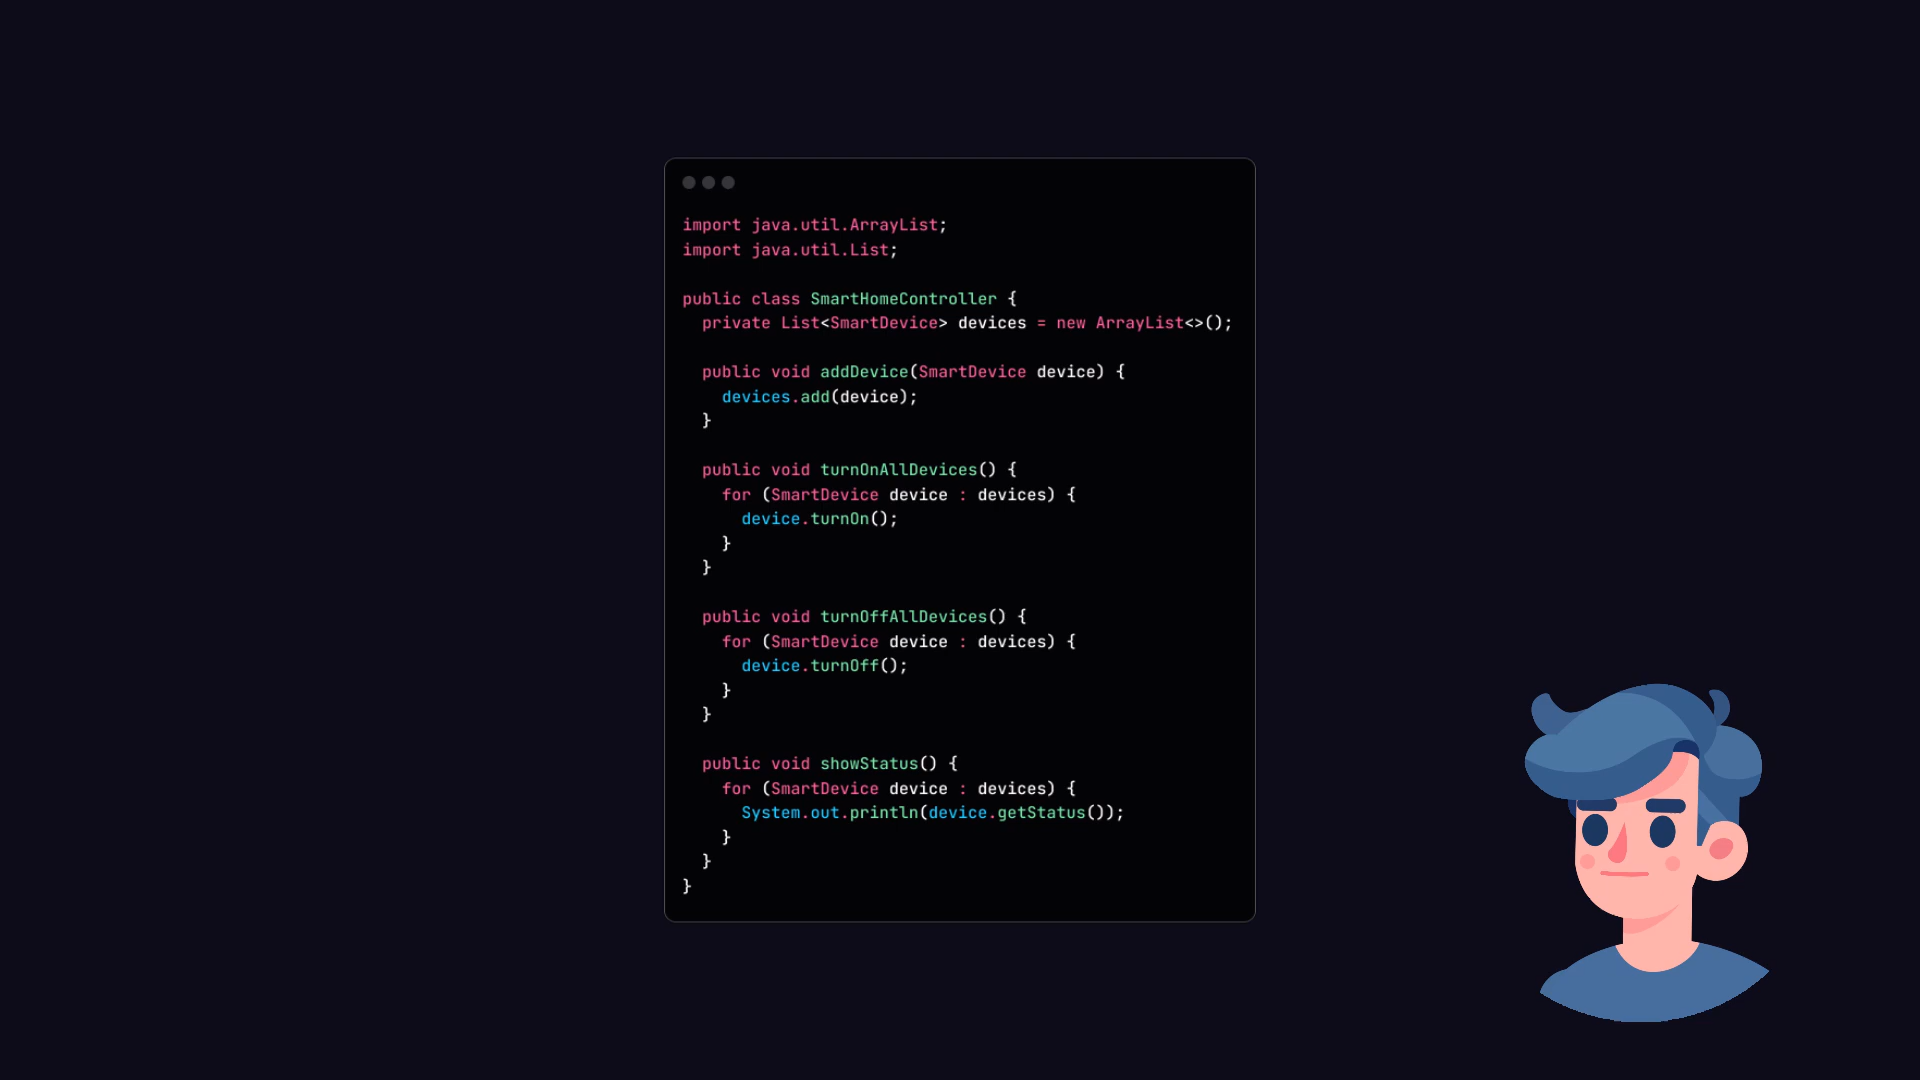 import java.util.ArrayList;
import java.util.List;
public class SmartHomeController {
  private List<SmartDevice> devices = new ArrayList<>();
  public void addDevice(SmartDevice device) {
    devices.add(device);
  }
  public void turnOnAllDevices() {
    for (SmartDevice device : devices) {
      device.turnOn();
    }
  }
  public void turnOffAllDevices() {
    for (SmartDevice device : devices) {
      device.turnOff();
    }
  }
  public void showStatus() {
    for (SmartDevice device : devices) {
      System.out.println(device.getStatus());
    }
  }
}